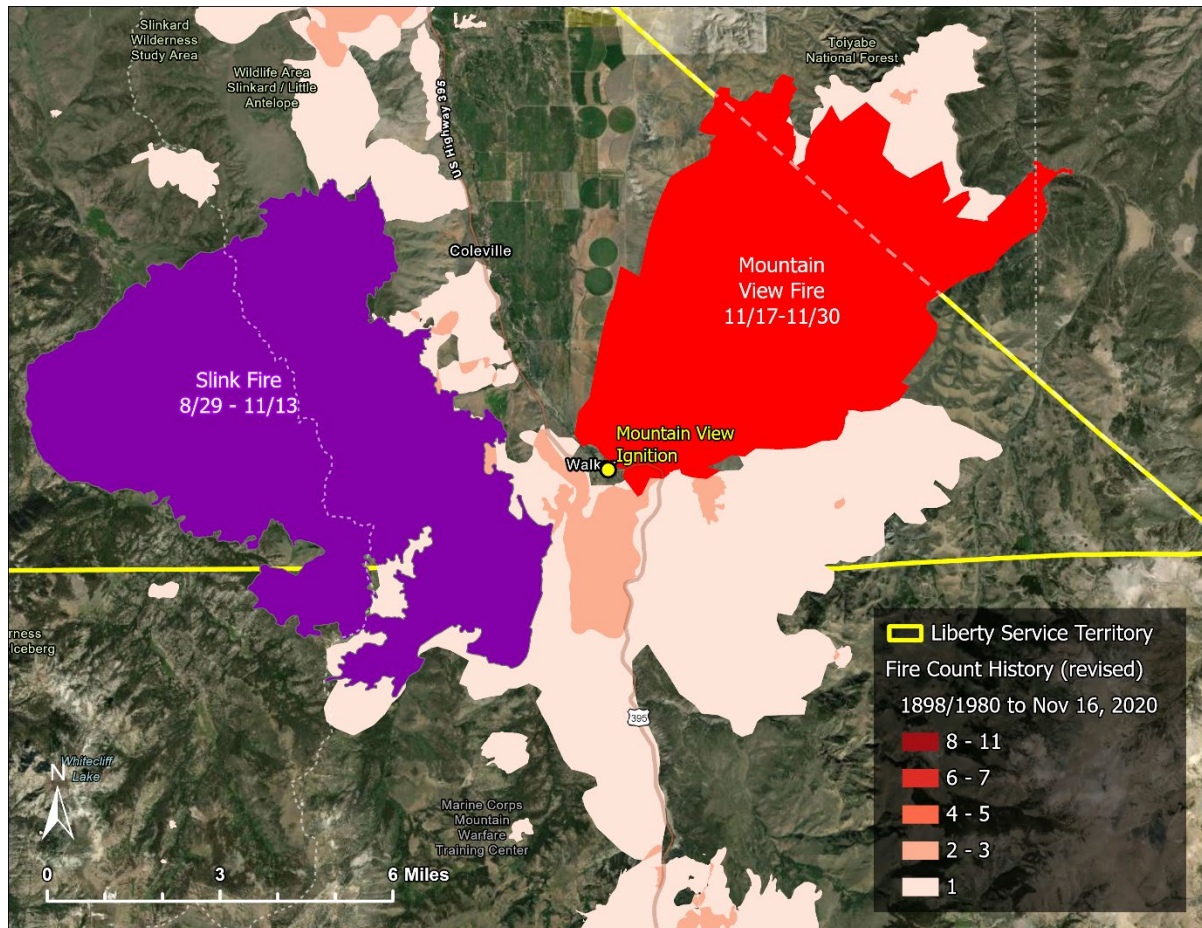 Slinkard
Wilderness
Study Area
Wildlife Area
Slinkard / Little
Antelope
US Highway 395
Toiyabe
National Forest
Coleville
Mountain
View Fire
11/17-11/30
Slink Fire
8/29 - 11/13
Mountain View
Ignition
Walk
rness
Iceberg
Whitecliff
Lake
N
395
Marine Corps
Mountain
Warfare
Training Center
0 3 6 Miles
Liberty Service Territory
Fire Count History (revised)
1898/1980 to Nov 16, 2020
8 - 11
6 - 7
4 - 5
2 - 3
1